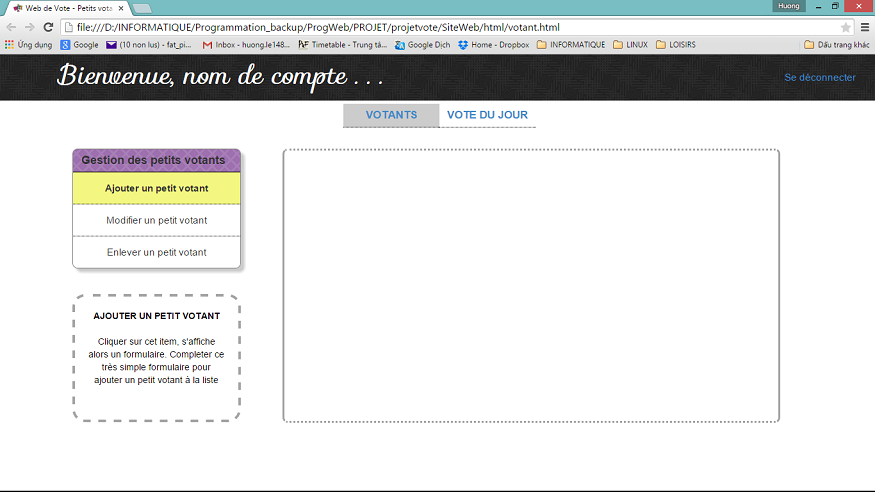 Huong
Web de Vote - Petits vota
file:///D:/INFORMATIQUE/Programmation_backup/ProgWeb/PROJET/projetvote/SiteWeb/html/votant.html
Ứng dụng Google (10 non lus) - fat_pi... Inbox - huong.le148... Timetable - Trung tâ... Google Dịch Home - Dropbox INFORMATIQUE LINUX LOISIRS Dấu trang khác
Bienvenue, nom de compte . . .
Se déconnecter
VOTANTS VOTE DU JOUR
Gestion des petits votants
Ajouter un petit votant
Modifier un petit votant
Enlever un petit votant
AJOUTER UN PETIT VOTANT
Cliquer sur cet item, s'affiche
alors un formulaire. Completer ce
très simple formulaire pour
ajouter un petit votant à la liste